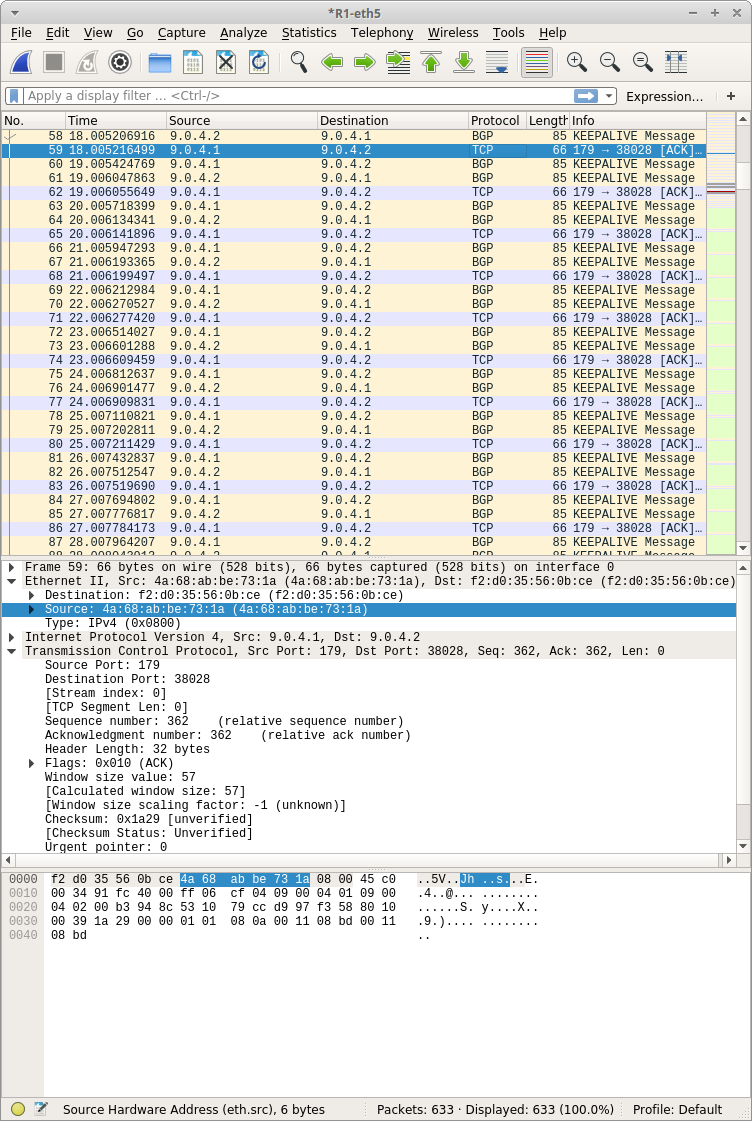 *R1-eth5
File Edit View Go Capture Analyze Statistics Telephony Wireless Tools Help
Apply a display filter … <Ctrl-/> Expression… +
No. Time Source Destination Protocol Length Info
58 18.005206916 9.0.4.2 9.0.4.1 BGP 85 KEEPALIVE Message
59 18.005216499 9.0.4.1 9.0.4.2 TCP 66 179 → 38028 [ACK]…
60 19.005424769 9.0.4.1 9.0.4.2 BGP 85 KEEPALIVE Message
61 19.006047863 9.0.4.2 9.0.4.1 BGP 85 KEEPALIVE Message
62 19.006055649 9.0.4.1 9.0.4.2 TCP 66 179 → 38028 [ACK]…
63 20.005718399 9.0.4.1 9.0.4.2 BGP 85 KEEPALIVE Message
64 20.006134341 9.0.4.2 9.0.4.1 BGP 85 KEEPALIVE Message
65 20.006141896 9.0.4.1 9.0.4.2 TCP 66 179 → 38028 [ACK]…
66 21.005947293 9.0.4.1 9.0.4.2 BGP 85 KEEPALIVE Message
67 21.006193365 9.0.4.2 9.0.4.1 BGP 85 KEEPALIVE Message
68 21.006199497 9.0.4.1 9.0.4.2 TCP 66 179 → 38028 [ACK]…
69 22.006212984 9.0.4.1 9.0.4.2 BGP 85 KEEPALIVE Message
70 22.006270527 9.0.4.2 9.0.4.1 BGP 85 KEEPALIVE Message
71 22.006277420 9.0.4.1 9.0.4.2 TCP 66 179 → 38028 [ACK]…
72 23.006514027 9.0.4.1 9.0.4.2 BGP 85 KEEPALIVE Message
73 23.006601288 9.0.4.2 9.0.4.1 BGP 85 KEEPALIVE Message
74 23.006609459 9.0.4.1 9.0.4.2 TCP 66 179 → 38028 [ACK]…
75 24.006812637 9.0.4.1 9.0.4.2 BGP 85 KEEPALIVE Message
76 24.006901477 9.0.4.2 9.0.4.1 BGP 85 KEEPALIVE Message
77 24.006909831 9.0.4.1 9.0.4.2 TCP 66 179 → 38028 [ACK]…
78 25.007110821 9.0.4.1 9.0.4.2 BGP 85 KEEPALIVE Message
79 25.007202811 9.0.4.2 9.0.4.1 BGP 85 KEEPALIVE Message
80 25.007211429 9.0.4.1 9.0.4.2 TCP 66 179 → 38028 [ACK]…
81 26.007432837 9.0.4.1 9.0.4.2 BGP 85 KEEPALIVE Message
82 26.007512547 9.0.4.2 9.0.4.1 BGP 85 KEEPALIVE Message
83 26.007519690 9.0.4.1 9.0.4.2 TCP 66 179 → 38028 [ACK]…
84 27.007694802 9.0.4.1 9.0.4.2 BGP 85 KEEPALIVE Message
85 27.007776817 9.0.4.2 9.0.4.1 BGP 85 KEEPALIVE Message
86 27.007784173 9.0.4.1 9.0.4.2 TCP 66 179 → 38028 [ACK]…
87 28.007964207 9.0.4.1 9.0.4.2 BGP 85 KEEPALIVE Message
Frame 59: 66 bytes on wire (528 bits), 66 bytes captured (528 bits) on interface 0
Ethernet II, Src: 4a:68:ab:be:73:1a (4a:68:ab:be:73:1a), Dst: f2:d0:35:56:0b:ce (f2:d0:35:56:0b:ce)
Destination: f2:d0:35:56:0b:ce (f2:d0:35:56:0b:ce)
Source: 4a:68:ab:be:73:1a (4a:68:ab:be:73:1a)
Type: IPv4 (0x0800)
Internet Protocol Version 4, Src: 9.0.4.1, Dst: 9.0.4.2
Transmission Control Protocol, Src Port: 179, Dst Port: 38028, Seq: 362, Ack: 362, Len: 0
Source Port: 179
Destination Port: 38028
[Stream index: 0]
[TCP Segment Len: 0]
Sequence number: 362    (relative sequence number)
Acknowledgment number: 362    (relative ack number)
Header Length: 32 bytes
Flags: 0x010 (ACK)
Window size value: 57
[Calculated window size: 57]
[Window size scaling factor: -1 (unknown)]
Checksum: 0x1a29 [unverified]
[Checksum Status: Unverified]
Urgent pointer: 0
0000 f2 d0 35 56 0b ce 4a 68 ab be 73 1a 08 00 45 c0 ..5V..Jh ..s...E.
0010 00 34 91 fc 40 00 ff 06 cf 04 09 00 04 01 09 00 .4..@... ........
0020 04 02 00 b3 94 8c 53 10 79 cc d9 97 f3 58 80 10 ......S. y....X..
0030 00 39 1a 29 00 00 01 01 08 0a 00 11 08 bd 00 11 .9.).... ........
0040 08 bd ..
Source Hardware Address (eth.src), 6 bytes Packets: 633 · Displayed: 633 (100.0%) Profile: Default